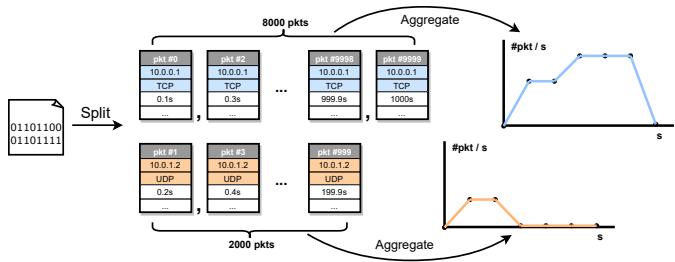 8000 pkts
Aggregate
pkt #0
10.0.0.1
TCP
0.1s
...
,
pkt #2
10.0.0.1
TCP
0.3s
...
...
pkt #9998
10.0.0.1
TCP
999.9s
...
,
pkt #9999
10.0.0.1
TCP
1000s
...
#pkt / s
s
01101100
01101111
Split
pkt #1
10.0.1.2
UDP
0.2s
...
,
pkt #3
10.0.1.2
UDP
0.4s
...
...
pkt #999
10.0.1.2
UDP
199.9s
...
2000 pkts
Aggregate
#pkt / s
s